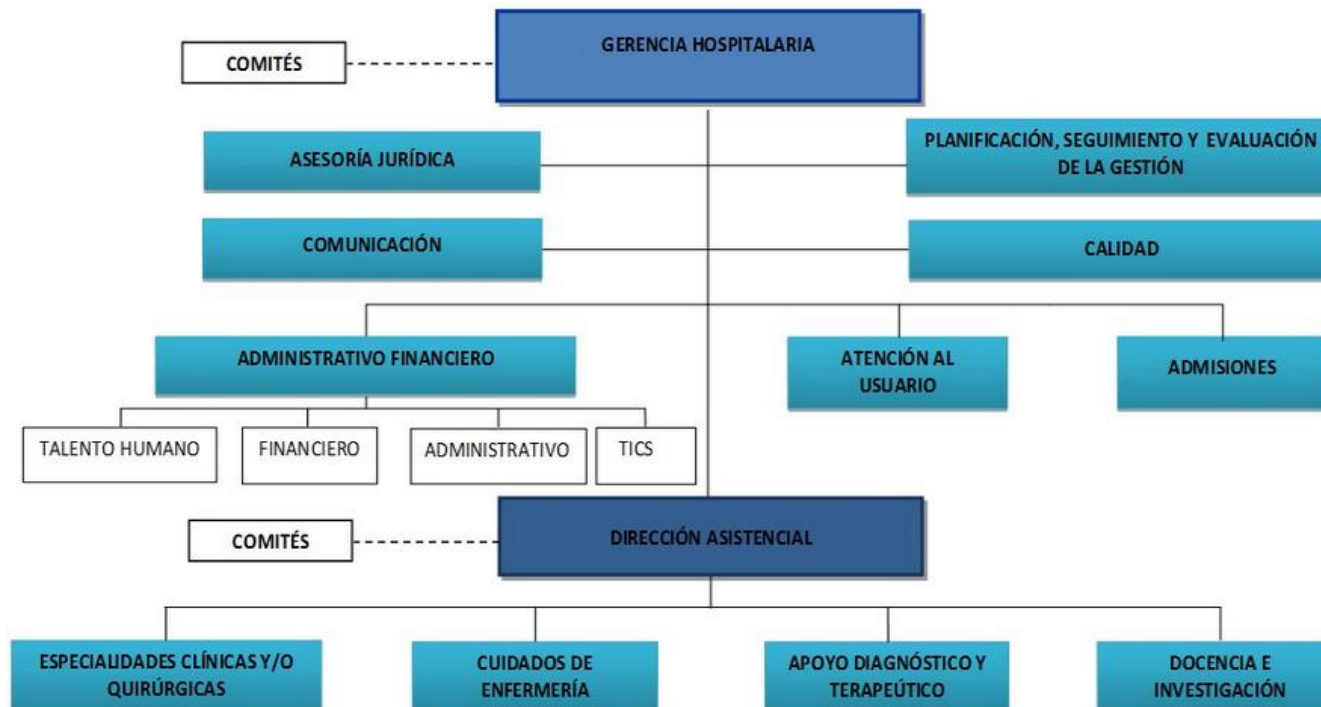 GERENCIA HOSPITALARIA
COMITÉS
ASESORÍA JURÍDICA
PLANIFICACIÓN, SEGUIMIENTO Y EVALUACIÓN
DE LA GESTIÓN
COMUNICACIÓN
CALIDAD
ADMINISTRATIVO FINANCIERO
ATENCIÓN AL
USUARIO
ADMISIONES
TALENTO HUMANO
FINANCIERO
ADMINISTRATIVO
TICS
COMITÉS
DIRECCIÓN ASISTENCIAL
ESPECIALIDADES CLÍNICAS Y/O
QUIRÚRGICAS
CUIDADOS DE
ENFERMERÍA
APOYO DIAGNÓSTICO Y
TERAPEÚTICO
DOCENCIA E
INVESTIGACIÓN